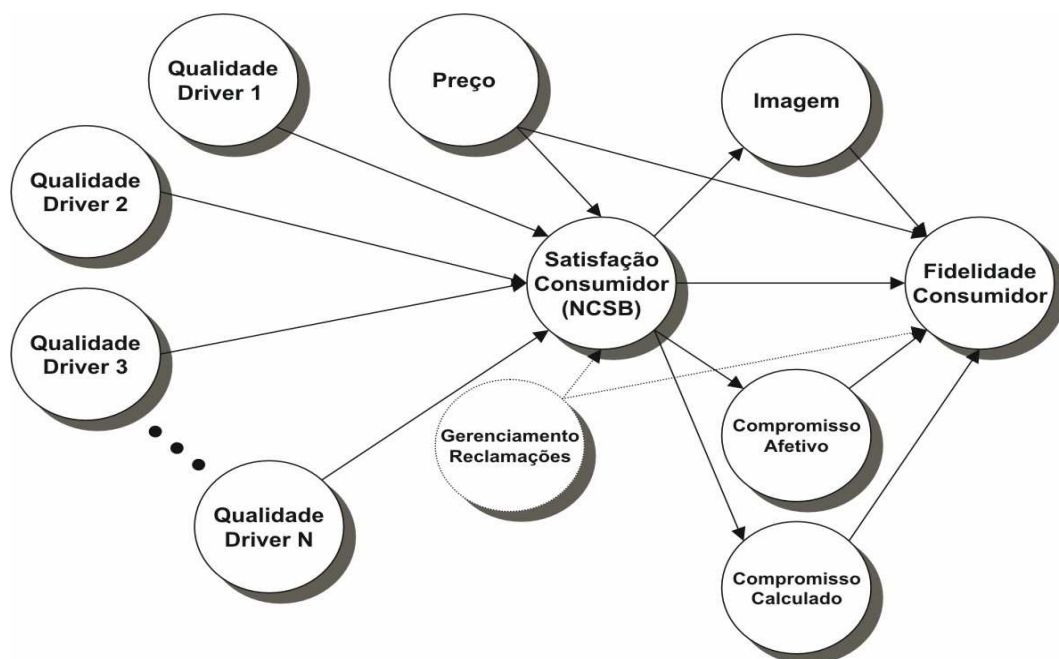 Qualidade
Driver 1
Preço
Imagem
Qualidade
Driver 2
Satisfação
Consumidor
(NCSB)
Fidelidade
Consumidor
Qualidade
Driver 3
Gerenciamento
Reclamações
Compromisso
Afetivo
Qualidade
Driver N
Compromisso
Calculado